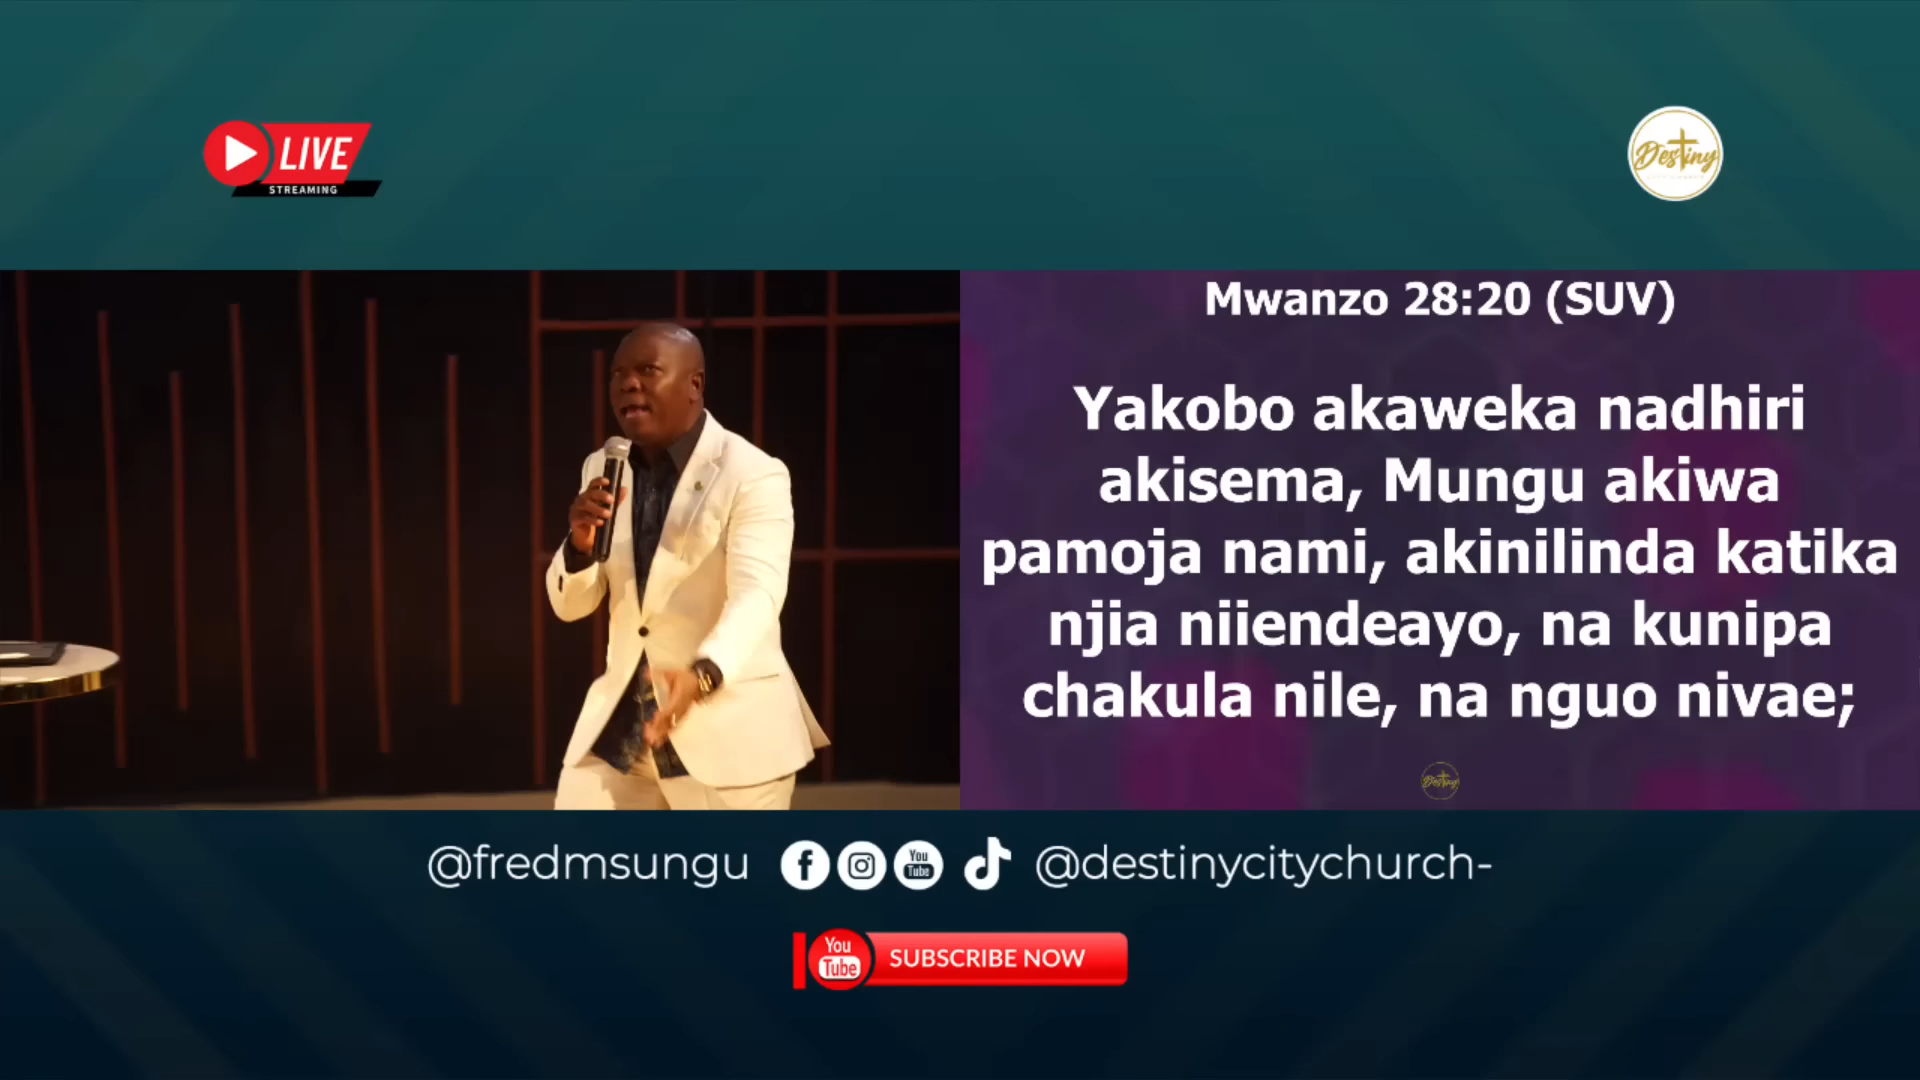 LIVE
STREAMING
Destiny
Mwanzo 28:20 (SUV)
Yakobo akaweka nadhiri
akisema, Mungu akiwa
pamoja nami, akinilinda katika
njia niiendeayo, na kunipa
chakula nile, na nguo nivae;
Destiny
@fredmsungu
You
Tube
@destinycitychurch-
You
Tube
SUBSCRIBE NOW